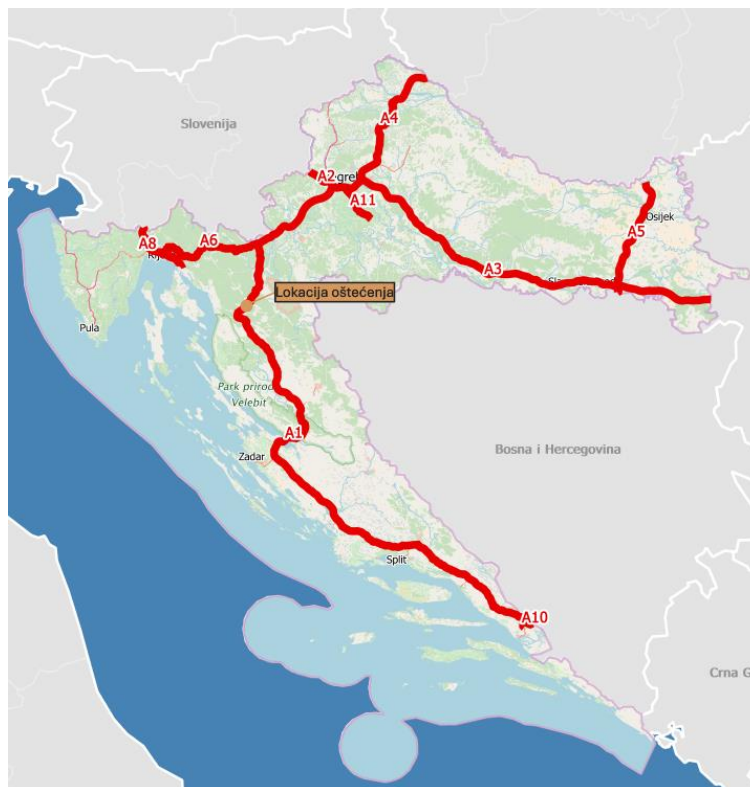 Slovenija
A4
A2
A11
A8
A6
Osijek
A5
A3
Lokacija oštećenja
Pula
Park prirode
Velebit
A1
Zadar
Bosna i Hercegovina
Split
A10
Crna G